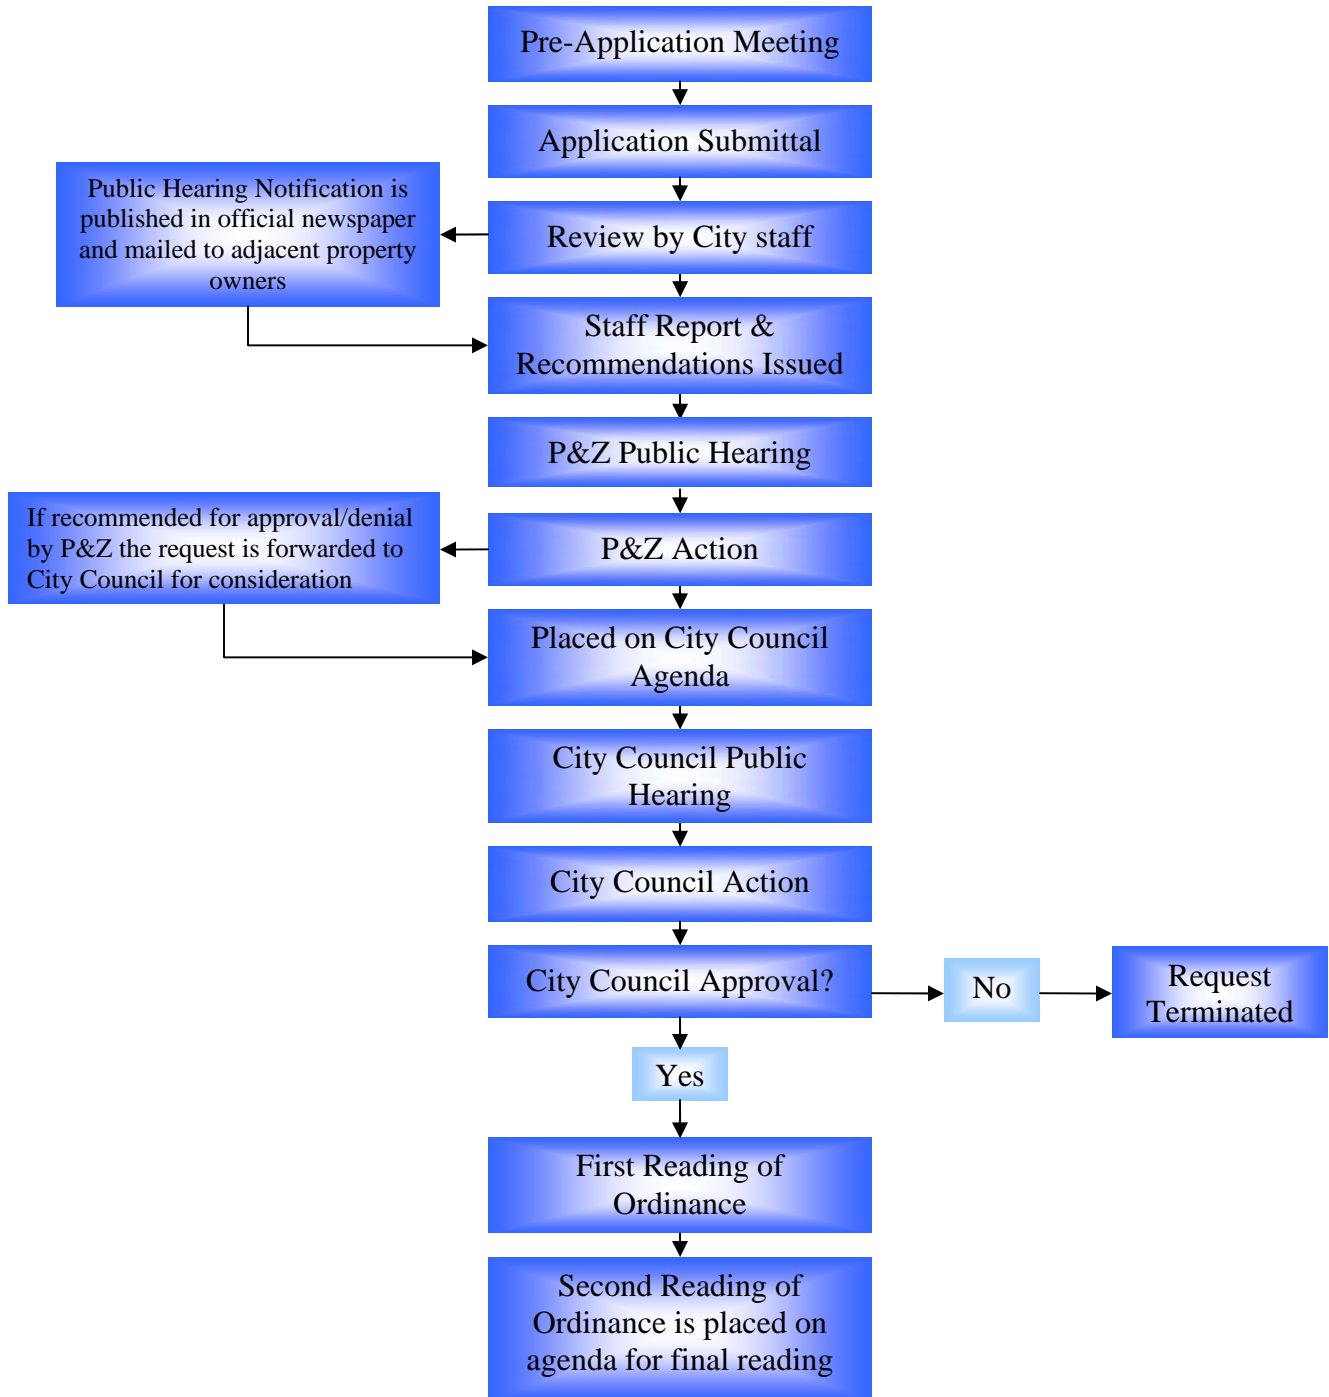 Pre-Application Meeting
Application Submittal
Public Hearing Notification is
published in official newspaper
and mailed to adjacent property
owners
Review by City staff
Staff Report &
Recommendations Issued
P&Z Public Hearing
If recommended for approval/denial
by P&Z the request is forwarded to
City Council for consideration
P&Z Action
Placed on City Council
Agenda
City Council Public
Hearing
City Council Action
City Council Approval?
No
Request
Terminated
Yes
First Reading of
Ordinance
Second Reading of
Ordinance is placed on
agenda for final reading